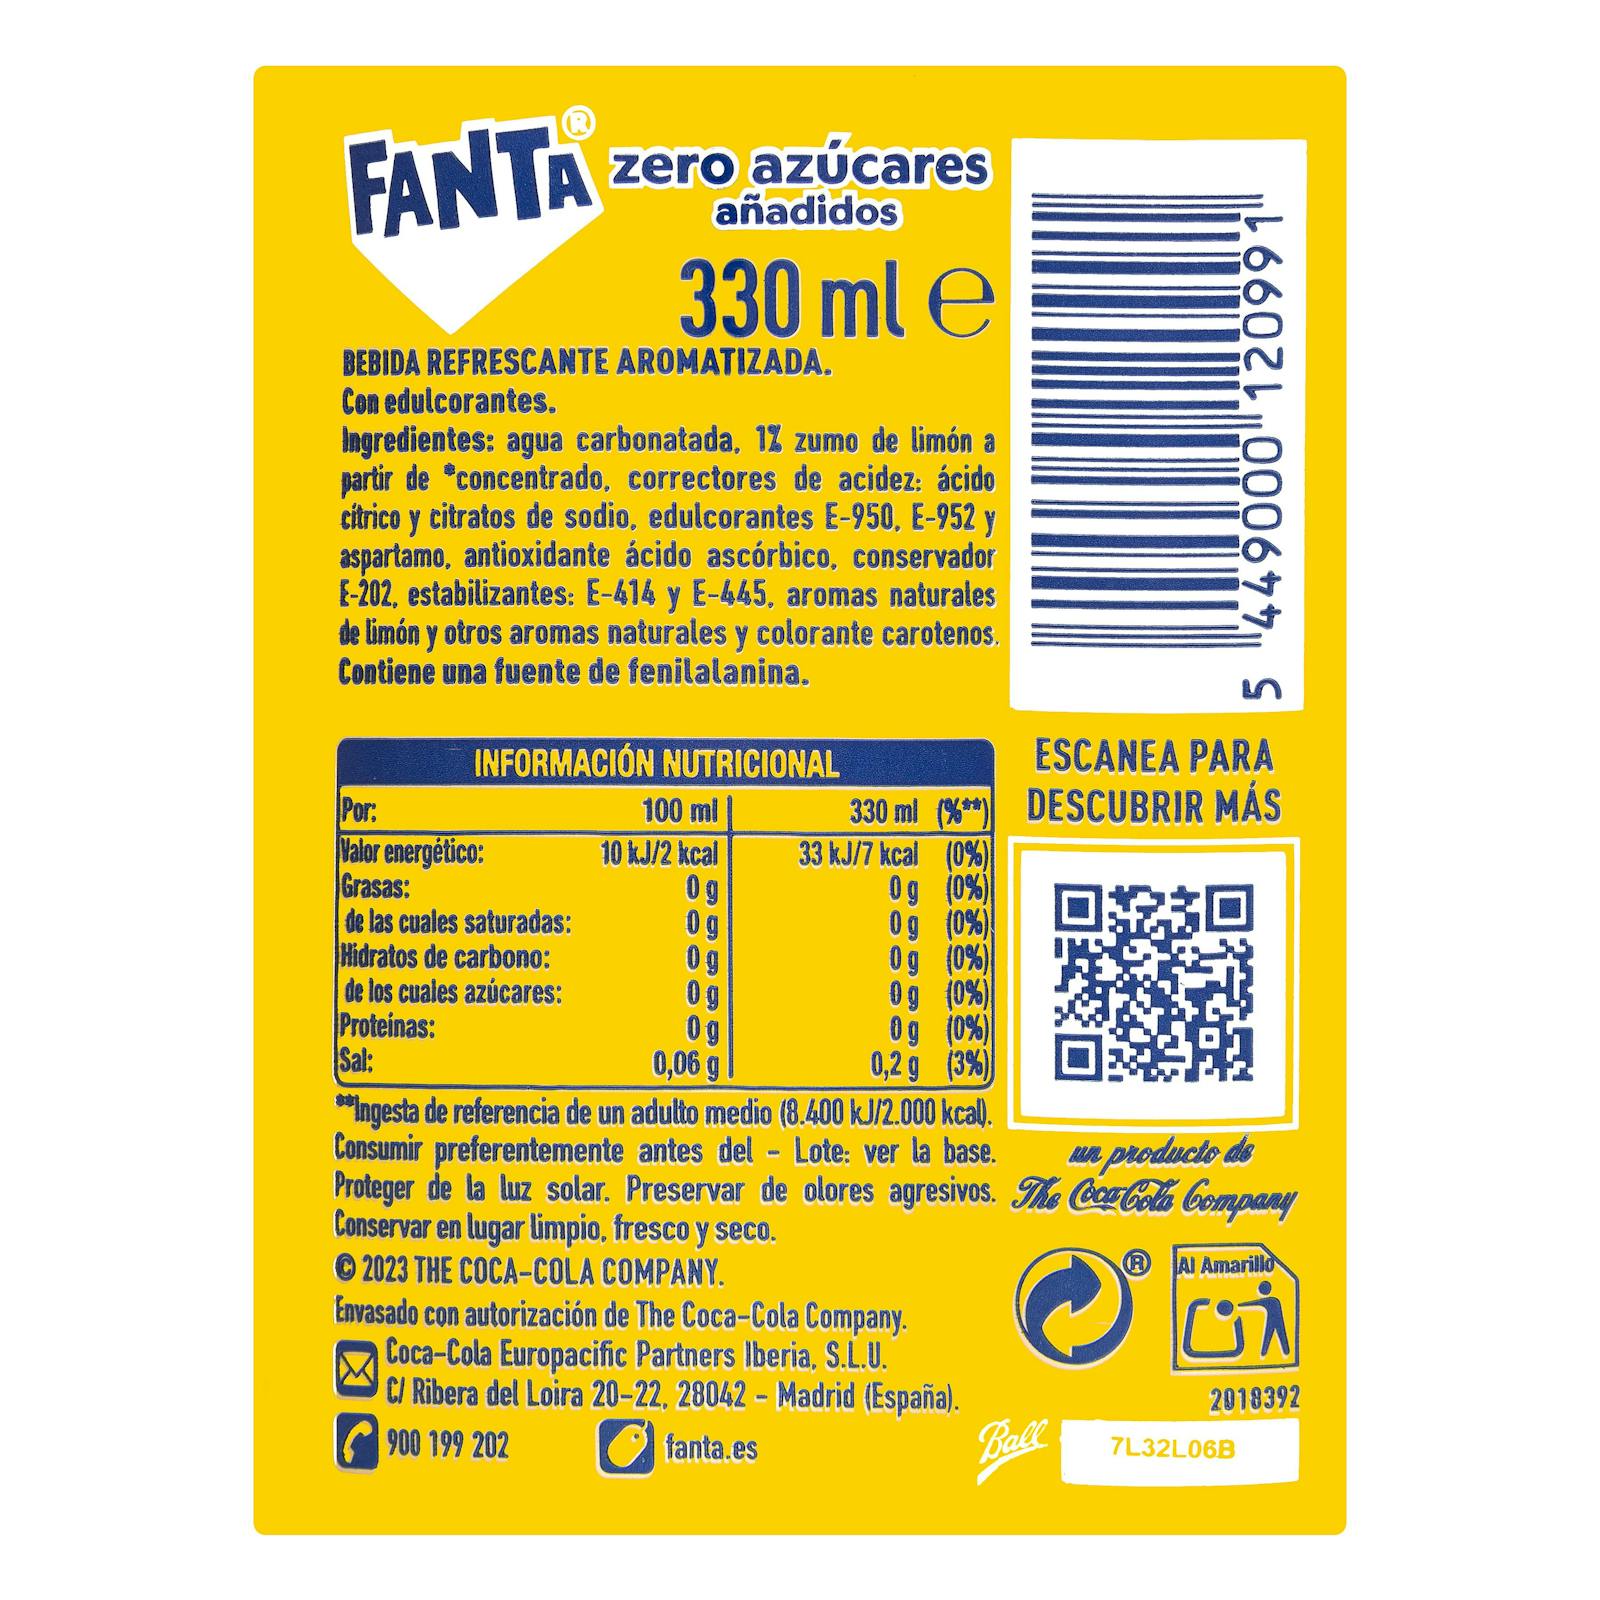 FANTA® zero azúcares
añadidos
330 ml ℮
BEBIDA REFRESCANTE AROMATIZADA.
Con edulcorantes.
Ingredientes: agua carbonatada, 1% zumo de limón a
partir de *concentrado, correctores de acidez: ácido
cítrico y citratos de sodio, edulcorantes E-950, E-952 y
aspartamo, antioxidante ácido ascórbico, conservador
E-202, estabilizantes: E-414 y E-445, aromas naturales
de limón y otros aromas naturales y colorante carotenos.
Contiene una fuente de fenilalanina.
INFORMACIÓN NUTRICIONAL
Por: 100 ml 330 ml (%**)
Valor energético: 10 kJ/2 kcal 33 kJ/7 kcal (0%)
Grasas: 0 g 0 g (0%)
de las cuales saturadas: 0 g 0 g (0%)
Hidratos de carbono: 0 g 0 g (0%)
de los cuales azúcares: 0 g 0 g (0%)
Proteínas: 0 g 0 g (0%)
Sal: 0,06 g 0,2 g (3%)
**Ingesta de referencia de un adulto medio (8.400 kJ/2.000 kcal).
Consumir preferentemente antes del - Lote: ver la base.
Proteger de la luz solar. Preservar de olores agresivos.
Conservar en lugar limpio, fresco y seco.
© 2023 THE COCA-COLA COMPANY.
Envasado con autorización de The Coca-Cola Company.
Coca-Cola Europacific Partners Iberia, S.L.U.
C/ Ribera del Loira 20-22, 28042 - Madrid (España).
900 199 202 fanta.es
5 449000 120991
ESCANEA PARA
DESCUBRIR MÁS
un producto de
The Coca-Cola Company
®
Al Amarillo
2018392
Ball
7L32L06B